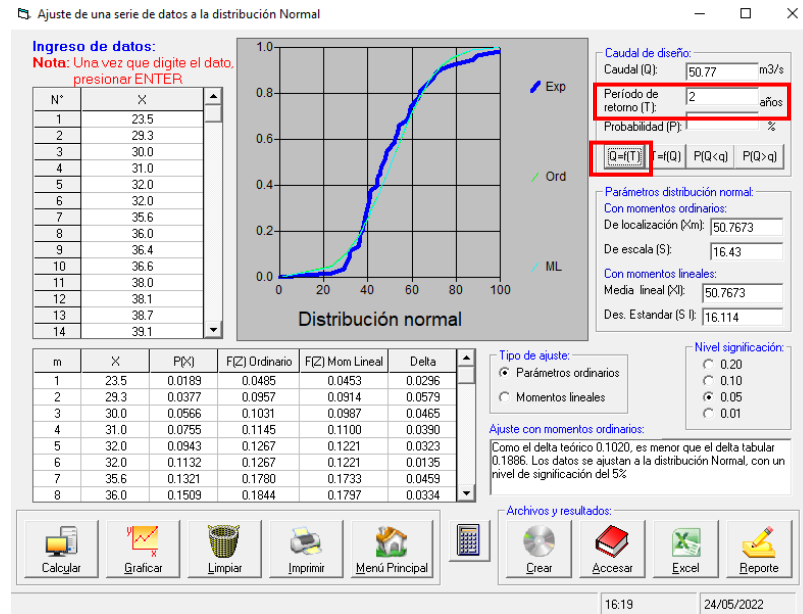 Ajuste de una serie de datos a la distribución Normal
Ingreso de datos:
Nota: Una vez que digite el dato,
presionar ENTER
N° X
1 23.5
2 29.3
3 30.0
4 31.0
5 32.0
6 32.0
7 35.6
8 36.0
9 36.4
10 36.6
11 38.0
12 38.1
13 38.7
14 39.1
1.0
0.8
0.6
0.4
0.2
0.0
0 20 40 60 80 100
Distribución normal
Exp
Ord
ML
Caudal de diseño:
Caudal (Q): 50.77 m3/s
Período de
retorno (T): 2 años
Probabilidad (P): %
Q=f(T) T=f(Q) P(Q<q) P(Q>q)
Parámetros distribución normal:
Con momentos ordinarios:
De localización (Xm): 50.7673
De escala (S): 16.43
Con momentos lineales:
Media lineal (Xl): 50.7673
Des. Estandar (S l): 16.114
m X P(X) F(Z) Ordinario F(Z) Mom Lineal Delta
1 23.5 0.0189 0.0485 0.0453 0.0296
2 29.3 0.0377 0.0957 0.0914 0.0579
3 30.0 0.0566 0.1031 0.0987 0.0465
4 31.0 0.0755 0.1145 0.1100 0.0390
5 32.0 0.0943 0.1267 0.1221 0.0323
6 32.0 0.1132 0.1267 0.1221 0.0135
7 35.6 0.1321 0.1780 0.1733 0.0459
8 36.0 0.1509 0.1844 0.1797 0.0334
Tipo de ajuste:
Parámetros ordinarios
Momentos lineales
Nivel significación:
0.20
0.10
0.05
0.01
Ajuste con momentos ordinarios:
Como el delta teórico 0.1020, es menor que el delta tabular
0.1886. Los datos se ajustan a la distribución Normal, con un
nivel de significación del 5%
Calcular
Graficar
Limpiar
Imprimir
Menú Principal
Archivos y resultados:
Crear
Accesar
Excel
Reporte
16:19 24/05/2022